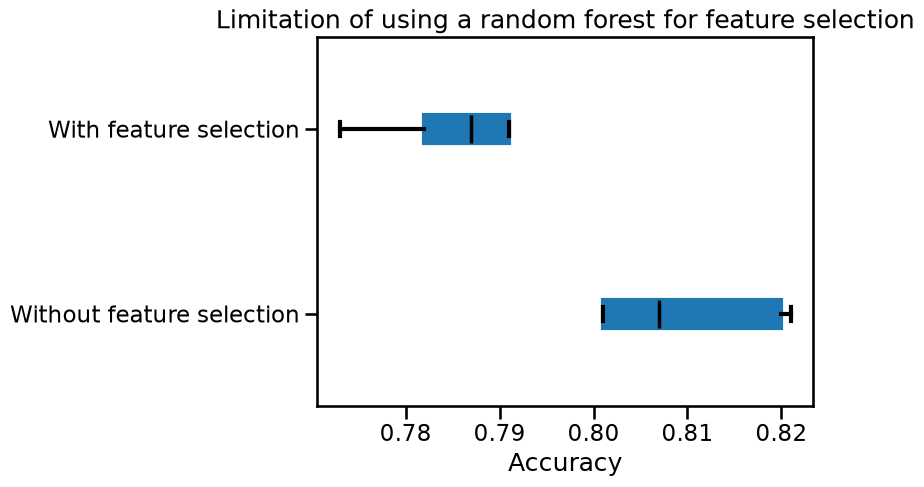 Limitation of using a random forest for feature selection
With feature selection
Without feature selection
0.78 0.79 0.80 0.81 0.82
Accuracy